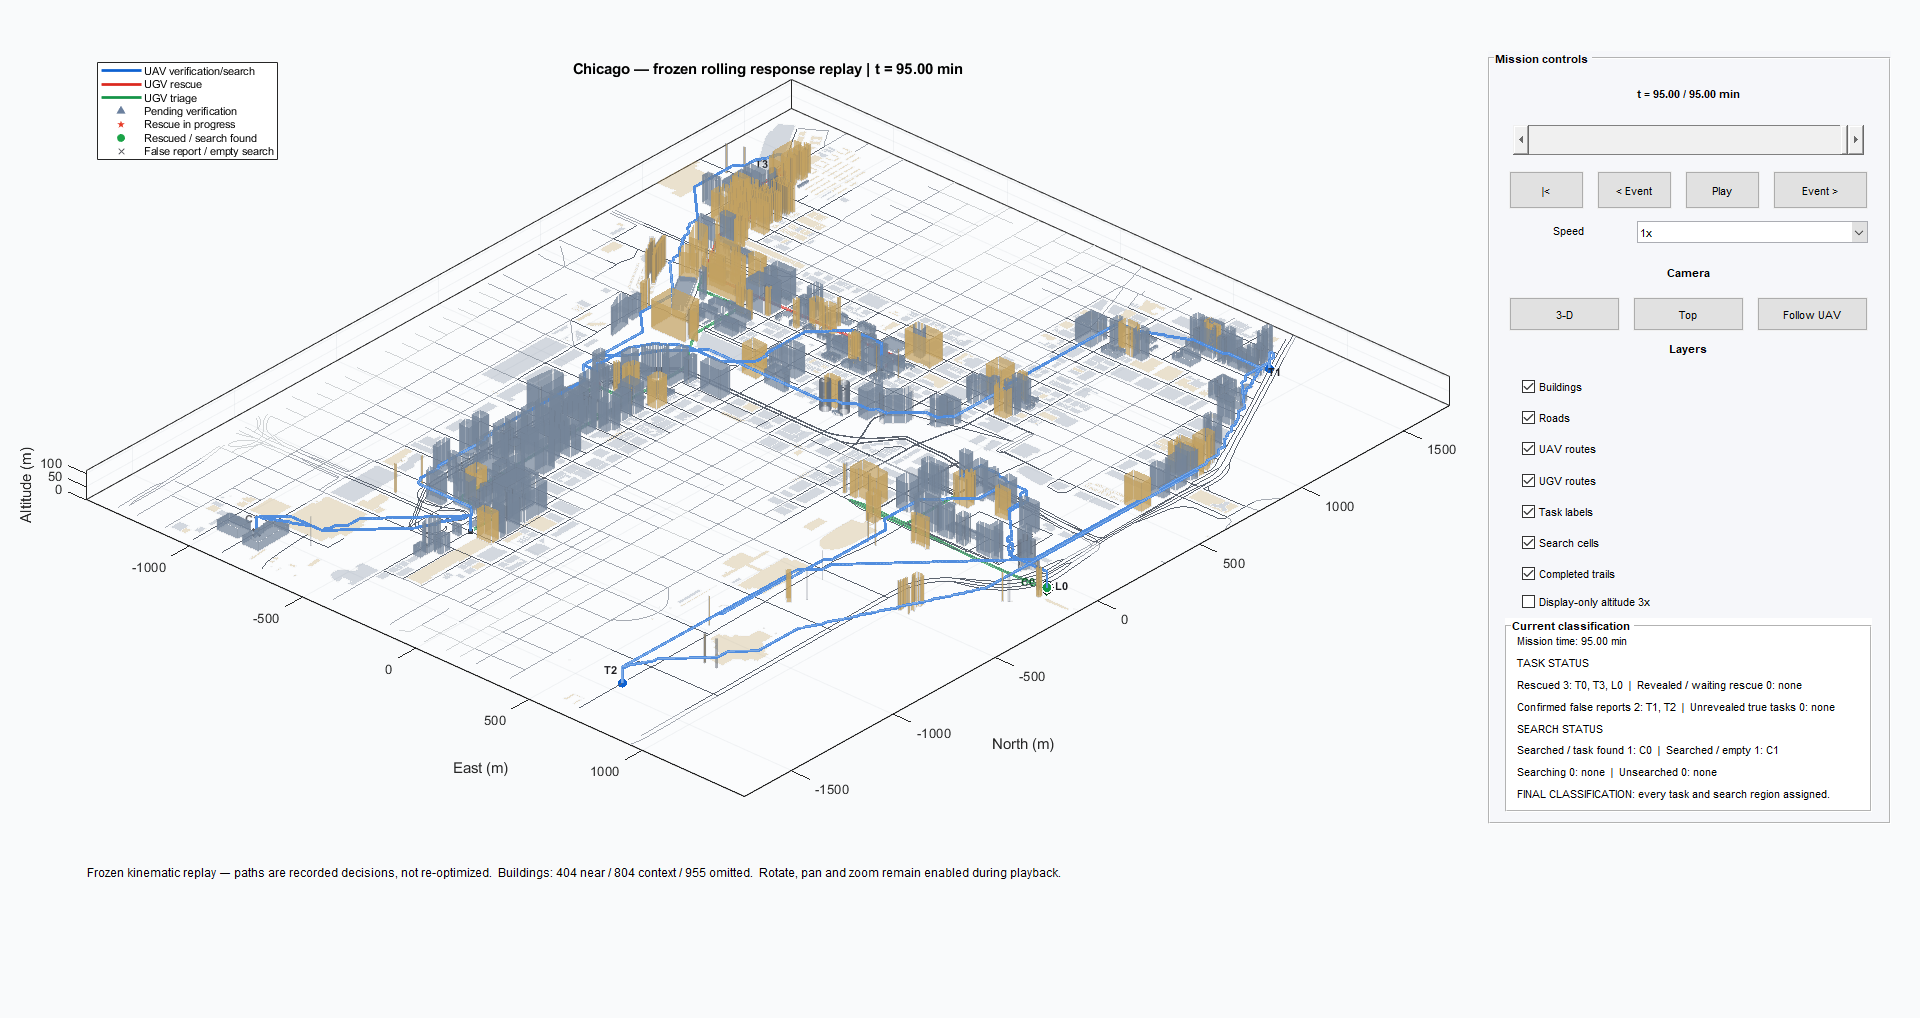 Chicago — frozen rolling response replay | t = 95.00 min
UAV verification/search
UGV rescue
UGV triage
Pending verification
Rescue in progress
Rescued / search found
False report / empty search
T3
T1
T2
C0
L0
Altitude (m)
100
50
0
-1000
-500
0
500
1000
East (m)
-1500
-1000
-500
0
500
1000
1500
North (m)
Mission controls
t = 95.00 / 95.00 min
|<
< Event
Play
Event >
Speed
1x
Camera
3-D
Top
Follow UAV
Layers
Buildings
Roads
UAV routes
UGV routes
Task labels
Search cells
Completed trails
Display-only altitude 3x
Current classification
Mission time: 95.00 min
TASK STATUS
Rescued 3: T0, T3, L0 | Revealed / waiting rescue 0: none
Confirmed false reports 2: T1, T2 | Unrevealed true tasks 0: none
SEARCH STATUS
Searched / task found 1: C0 | Searched / empty 1: C1
Searching 0: none | Unsearched 0: none
FINAL CLASSIFICATION: every task and search region assigned.
Frozen kinematic replay — paths are recorded decisions, not re-optimized. Buildings: 404 near / 804 context / 955 omitted. Rotate, pan and zoom remain enabled during playback.